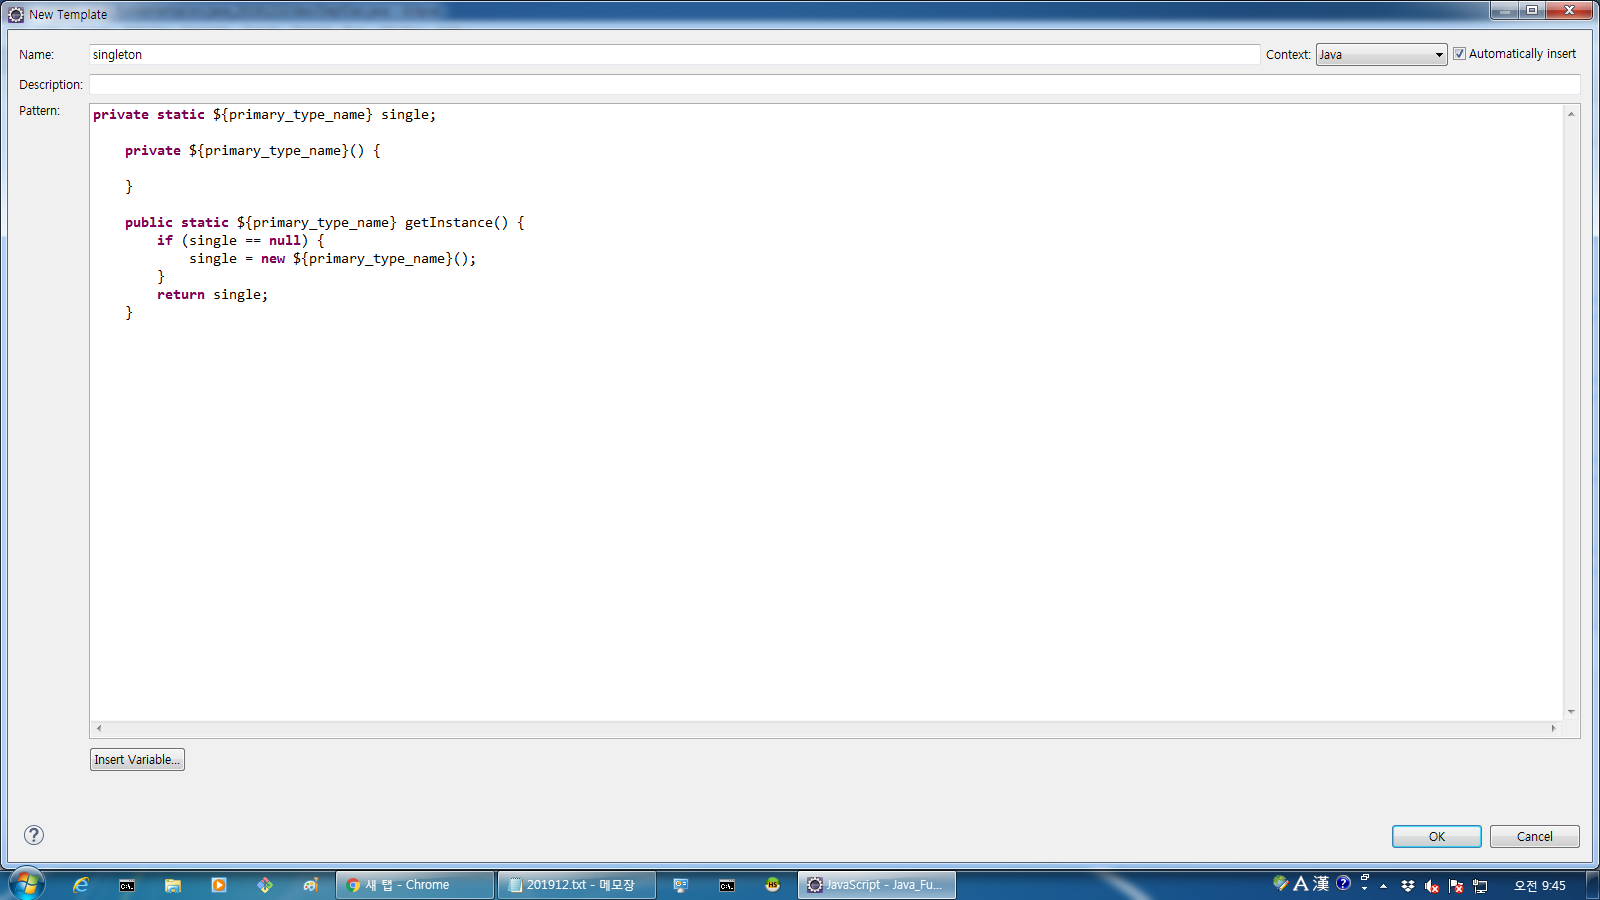 New Template
Name: singleton Context: Java Automatically insert
Description:
Pattern:
private static ${primary_type_name} single;
private ${primary_type_name}() {
}
public static ${primary_type_name} getInstance() {
if (single == null) {
single = new ${primary_type_name}();
}
return single;
}
Insert Variable...
?
OK Cancel
새 탭 - Chrome 201912.txt - 메모장 C:\. HS JavaScript - Java_Fu... A 漢 ? 오전 9:45